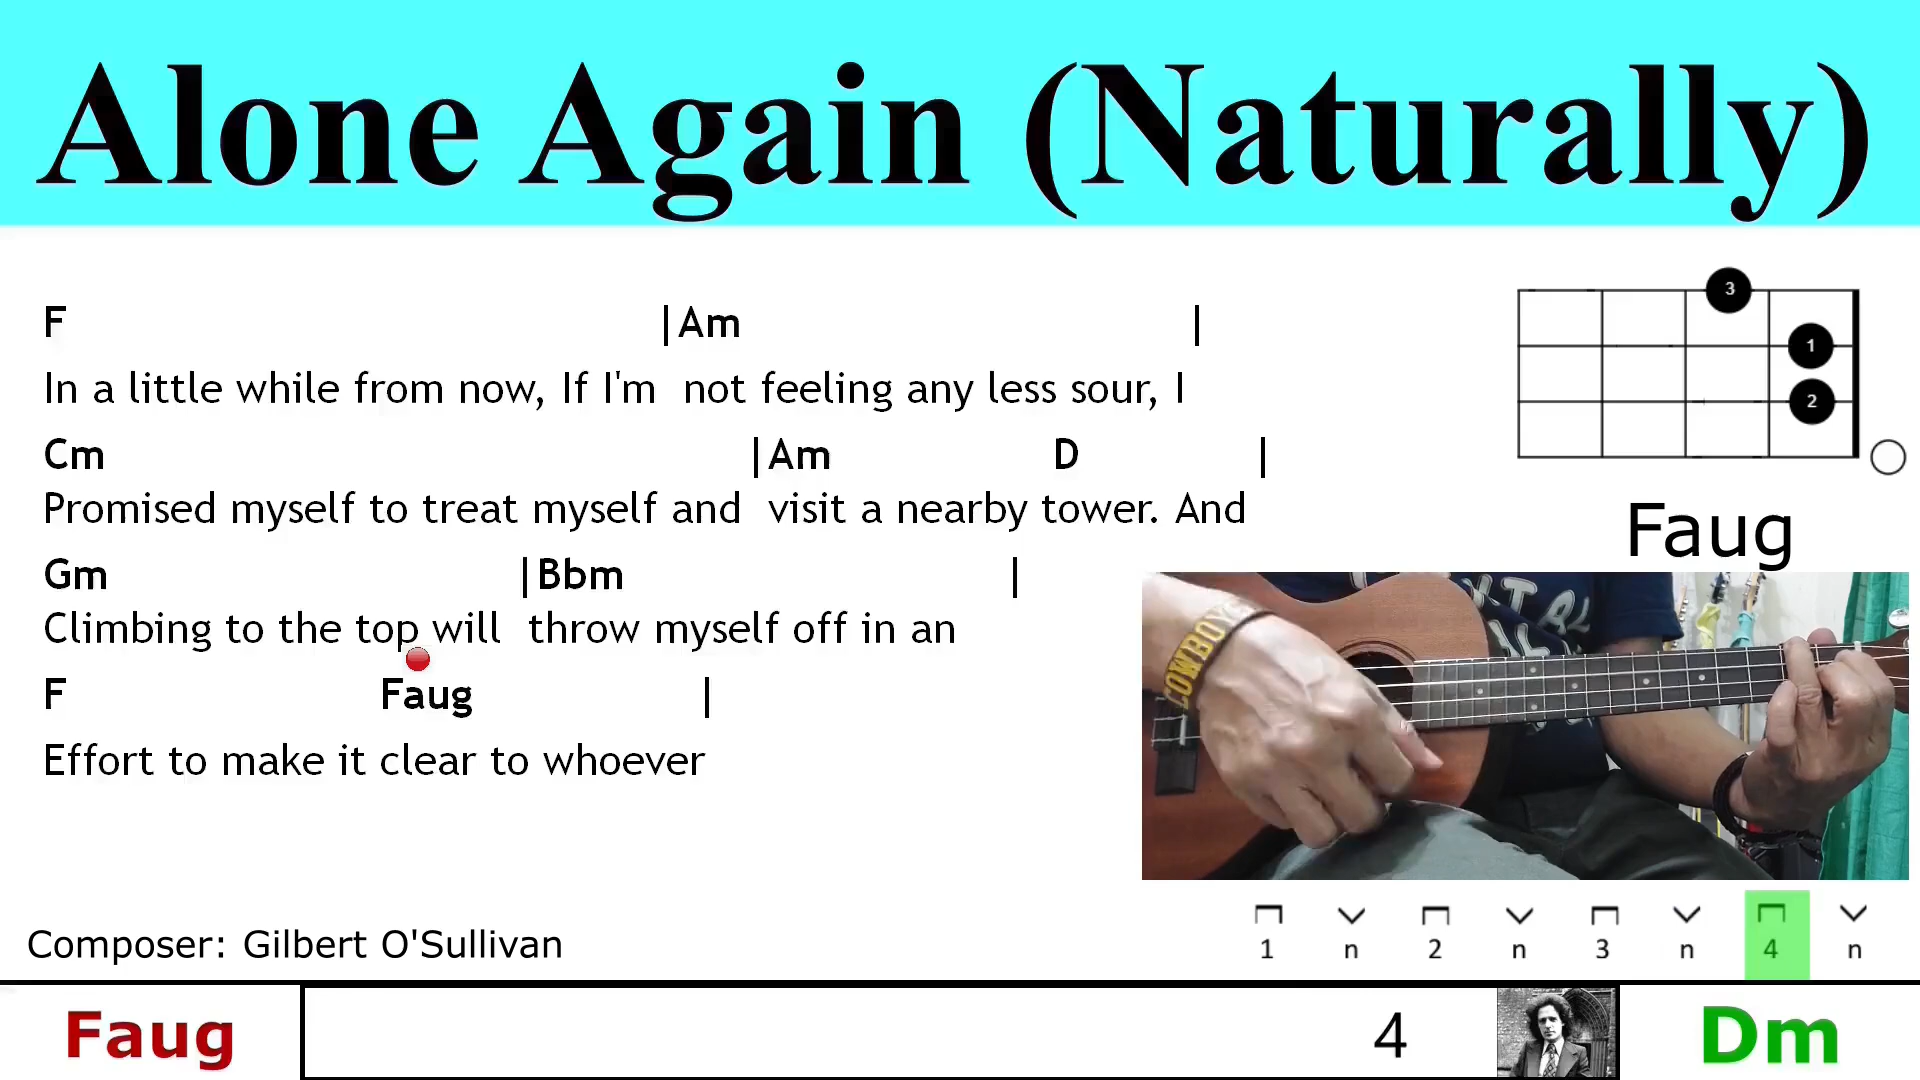 Alone Again (Naturally)
F |Am |
In a little while from now, If I'm not feeling any less sour, I
Cm |Am D |
Promised myself to treat myself and visit a nearby tower. And
Gm |Bbm |
Climbing to the top will throw myself off in an
F Faug |
Effort to make it clear to whoever
3
1
2
Faug
COWBOYS
1 n 2 n 3 n 4 n
Composer: Gilbert O'Sullivan
Faug 4 Dm